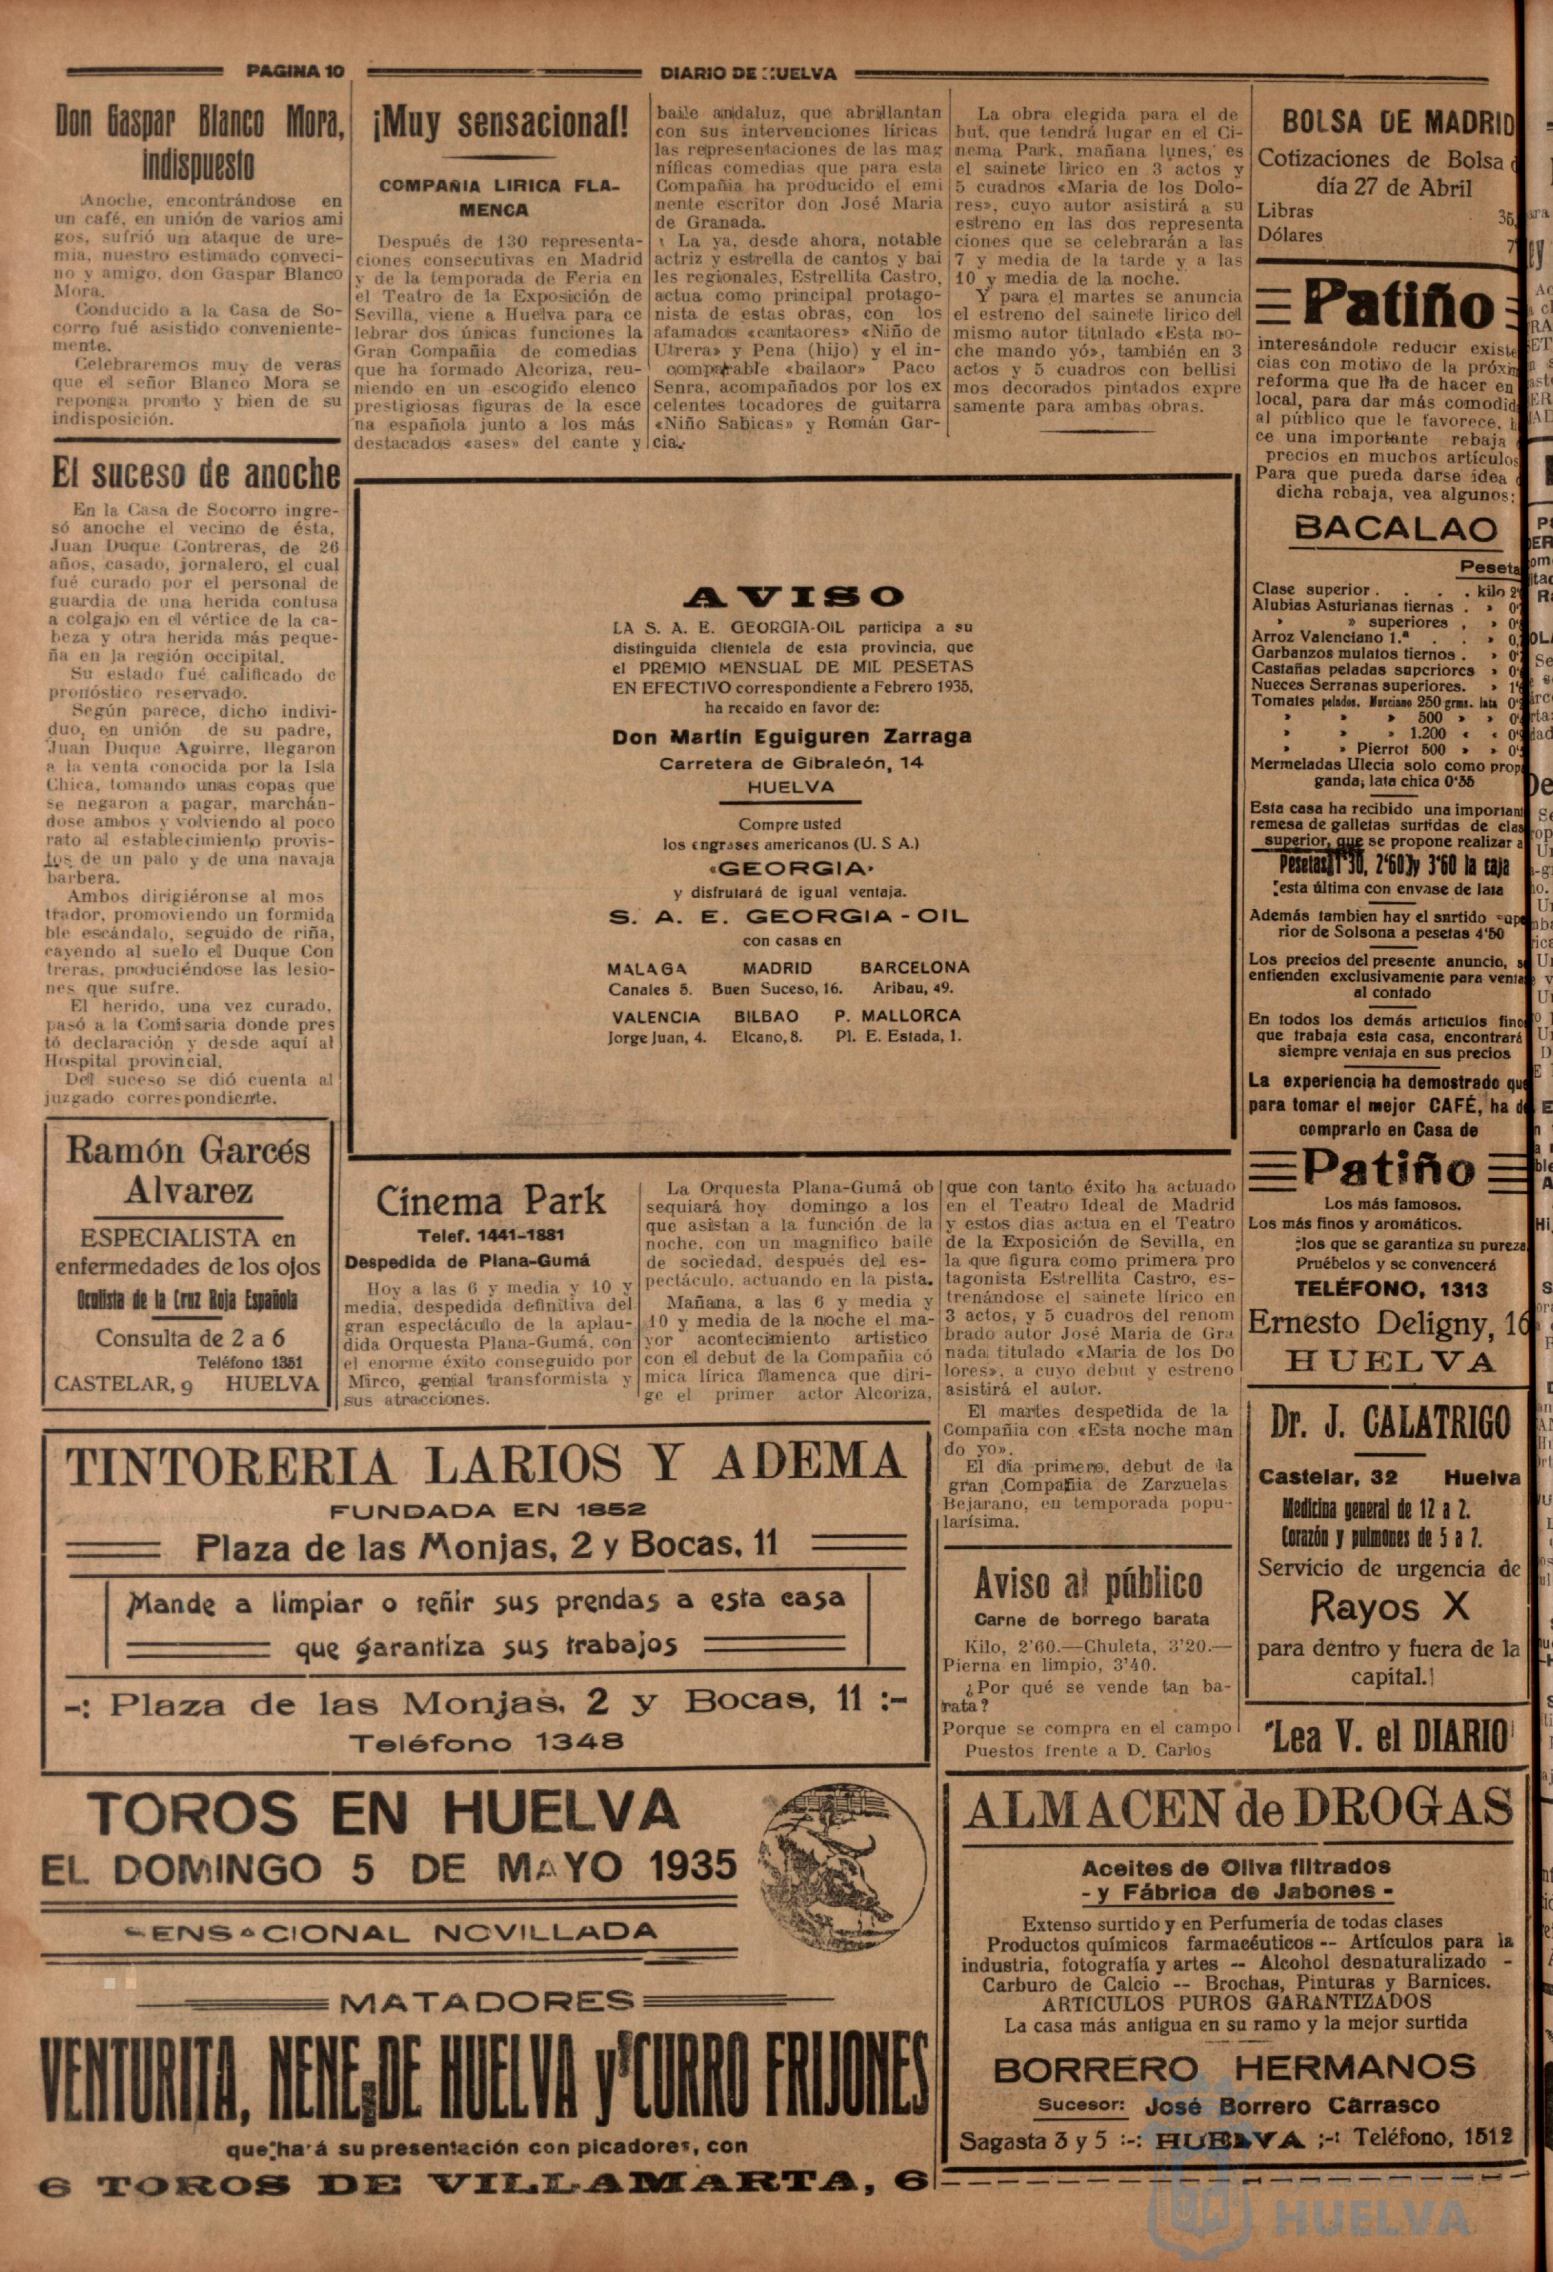 PAGINA 10
DIARIO DE HUELVA
Don Gaspar Blanco Mora,
indispuesto
Anoche, encontrándose en
un café, en unión de varios ami
gos, sufrió un ataque de ure-
mia, nuestro estimado conveci-
no y amigo, don Gaspar Blanco
Mora.
Conducido a la Casa de So-
corro fué asistido conveniente-
mente.
Celebraremos muy de veras
que el señor Blanco Mora se
reponga pronto y bien de su
indisposición.
El suceso de anoche
En la Casa de Socorro ingre-
só anoche el vecino de ésta,
Juan Duque Contreras, de 26
años, casado, jornalero, el cual
fué curado por el personal de
guardia de una herida contusa
a colgajo en el vértice de la ca-
beza y otra herida más peque-
ña en la región occipital.
Su estado fué calificado de
pronóstico reservado.
Según parece, dicho indivi-
duo, en unión de su padre,
Juan Duque Aguirre, llegaron
a la venta conocida por la Isla
Chica, tomando unas copas que
se negaron a pagar, marchán-
dose ambos y volviendo al poco
rato al establecimiento provis-
tos de un palo y de una navaja
barbera.
Ambos dirigiéronse al mos
trador, promoviendo un formida
ble escándalo, seguido de riña,
cayendo al suelo el Duque Con
treras, produciéndose las lesio-
nes que sufre.
El herido, una vez curado,
pasó a la Comisaria donde pres
tó declaración y desde aquí al
Hospital provincial.
Del suceso se dió cuenta al
juzgado correspondiente.
Ramón Garcés
Alvarez
ESPECIALISTA en
enfermedades de los ojos
Oculista de la Cruz Roja Española
Consulta de 2 a 6
Teléfono 1351
CASTELAR, 9 HUELVA
¡Muy sensacional!
COMPAÑIA LIRICA FLA-
MENCA
Después de 130 representa-
ciones consecutivas en Madrid
y de la temporada de Feria en
el Teatro de la Exposición de
Sevilla, viene a Huelva para ce
lebrar dos únicas funciones la
Gran Compañia de comedias
que ha formado Alcoriza, reu-
niendo en un escogido elenco
prestigiosas figuras de la esce
na española junto a los más
destacados «ases» del cante y
baile andaluz, que abrillantan
con sus intervenciones líricas
las representaciones de las mag
níficas comedias que para esta
Compañia ha producido el emi
nente escritor don José Maria
de Granada.
La ya, desde ahora, notable
actriz y estrella de cantos y bai
les regionales, Estrellita Castro,
actua como principal protago-
nista de estas obras, con los
afamados «cantaores» «Niño de
Utrera» y Pena (hijo) y el in-
comparable «bailaor» Paco
Senra, acompañados por los ex
celentes tocadores de guitarra
«Niño Sabicas» y Román Gar-
cia.
La obra elegida para el de
but, que tendrá lugar en el Ci-
nema Park, mañana lunes, es
el sainete lirico en 3 actos y
5 cuadros «Maria de los Dolo-
res», cuyo autor asistirá a su
estreno en las dos representa
ciones que se celebrarán a las
7 y media de la tarde y a las
10 y media de la noche.
Y para el martes se anuncia
el estreno del sainete lirico del
mismo autor titulado «Esta no-
che mando yó», también en 3
actos y 5 cuadros con bellisi
mos decorados pintados expre
samente para ambas obras.
AVISO
LA S. A. E. GEORGIA-OIL participa a su
distinguida clientela de esta provincia, que
el PREMIO MENSUAL DE MIL PESETAS
EN EFECTIVO correspondiente a Febrero 1935,
ha recaido en favor de:
Don Martín Eguiguren Zarraga
Carretera de Gibraleón, 14
HUELVA
Compre usted
los engrases americanos (U. S A.)
«GEORGIA»
y disfrutará de igual ventaja.
S. A. E. GEORGIA-OIL
con casas en
MALAGA MADRID BARCELONA
Canales 5. Buen Suceso, 16. Aribau, 49.
VALENCIA BILBAO P. MALLORCA
Jorge Juan, 4. Elcano, 8. Pl. E. Estada, 1.
Cinema Park
Telef. 1441-1881
Despedida de Plana-Gumá
Hoy a las 6 y media y 10 y
media, despedida definitiva del
gran espectáculo de la aplau-
dida Orquesta Plana-Gumá, con
el enorme éxito conseguido por
Mirco, genial transformista y
sus atracciones.
La Orquesta Plana-Gumá ob
sequiará hoy domingo a los
que asistan a la función de la
noche, con un magnifico baile
de sociedad, después del es-
pectáculo, actuando en la pista.
Mañana, a las 6 y media y
10 y media de la noche el ma-
yor acontecimiento artistico
con el debut de la Compañia có
mica lírica flamenca que diri-
ge el primer actor Alcoriza,
que con tanto éxito ha actuado
en el Teatro Ideal de Madrid
y estos dias actua en el Teatro
de la Exposición de Sevilla, en
la que figura como primera pro
tagonista Estrellita Castro, es-
trenándose el sainete lírico en
3 actos, y 5 cuadros del renom
brado autor José Maria de Gra
nada titulado «Maria de los Do
lores», a cuyo debut y estreno
asistirá el autor.
El martes despedida de la
Compañia con «Esta noche man
do yo».
El dia primero, debut de la
gran Compañia de Zarzuelas
Bejarano, en temporada popu-
larísima.
Aviso al público
Carne de borrego barata
Kilo, 2'60.—Chuleta, 3'20.—
Pierna en limpio, 3'40.
¿Por qué se vende tan ba-
rata?
Porque se compra en el campo
Puestos frente a D. Carlos
TINTORERIA LARIOS Y ADEMA
FUNDADA EN 1852
Plaza de las Monjas, 2 y Bocas, 11
Mande a limpiar o teñir sus prendas a esta casa
que garantiza sus trabajos
-: Plaza de las Monjas, 2 y Bocas, 11 :-
Teléfono 1348
TOROS EN HUELVA
EL DOMINGO 5 DE MAYO 1935
SENSACIONAL NOVILLADA
MATADORES
VENTURITA, NENE DE HUELVA y CURRO FRIJONES
que hará su presentación con picadores, con
6 TOROS DE VILLAMARTA, 6
BOLSA DE MADRID
Cotizaciones de Bolsa
día 27 de Abril
Libras 35,
Dólares 7'
Patiño
interesándole reducir existe
cias con motivo de la próxim
reforma que ha de hacer en
local, para dar más comodid
al público que le favorece, h
ce una importante rebaja
precios en muchos artículos
Para que pueda darse idea
dicha rebaja, vea algunos:
BACALAO
Peseta
Clase superior . . . . kilo 2'
Alubias Asturianas tiernas . » 0'
» » superiores , » 0'
Arroz Valenciano 1.ª . . » 0,
Garbanzos mulatos tiernos . » 0'
Castañas peladas superiores » 0'
Nueces Serranas superiores. » 1'
Tomates pelados, Murciano 250 grms. lata 0'
» » » 500 » » 0'
» » » 1.200 « « 0'
» » Pierrot 500 » » 0'
Mermeladas Ulecia solo como prop
ganda; lata chica 0'35
Esta casa ha recibido una important
remesa de galletas surtidas de clas
superior, que se propone realizar a
Pesetas 1'30, 2'60 y 3'60 la caja
esta última con envase de lata
Además tambien hay el surtido supe
rior de Solsona a pesetas 4'50
Los precios del presente anuncio, s
entienden exclusivamente para venta
al contado
En todos los demás articulos finos
que trabaja esta casa, encontrará
siempre ventaja en sus precios
La experiencia ha demostrado que
para tomar el mejor CAFÉ, ha de
comprarlo en Casa de
Patiño
Los más famosos.
Los más finos y aromáticos.
los que se garantiza su pureza
Pruébelos y se convencerá
TELÉFONO, 1313
Ernesto Deligny, 16
HUELVA
Dr. J. CALATRIGO
Castelar, 32 Huelva
Medicina general de 12 a 2.
Corazón y pulmones de 5 a 7.
Servicio de urgencia de
Rayos X
para dentro y fuera de la
capital.
Lea V. el DIARIO
ALMACEN de DROGAS
Aceites de Oliva filtrados
- y Fábrica de Jabones -
Extenso surtido y en Perfumería de todas clases
Productos químicos farmacéuticos -- Artículos para la
industria, fotografía y artes -- Alcohol desnaturalizado -
Carburo de Calcio -- Brochas, Pinturas y Barnices.
ARTICULOS PUROS GARANTIZADOS
La casa más antigua en su ramo y la mejor surtida
BORRERO HERMANOS
Sucesor: José Borrero Carrasco
Sagasta 3 y 5 :-: HUELVA ;-: Teléfono, 1512
HUELVA